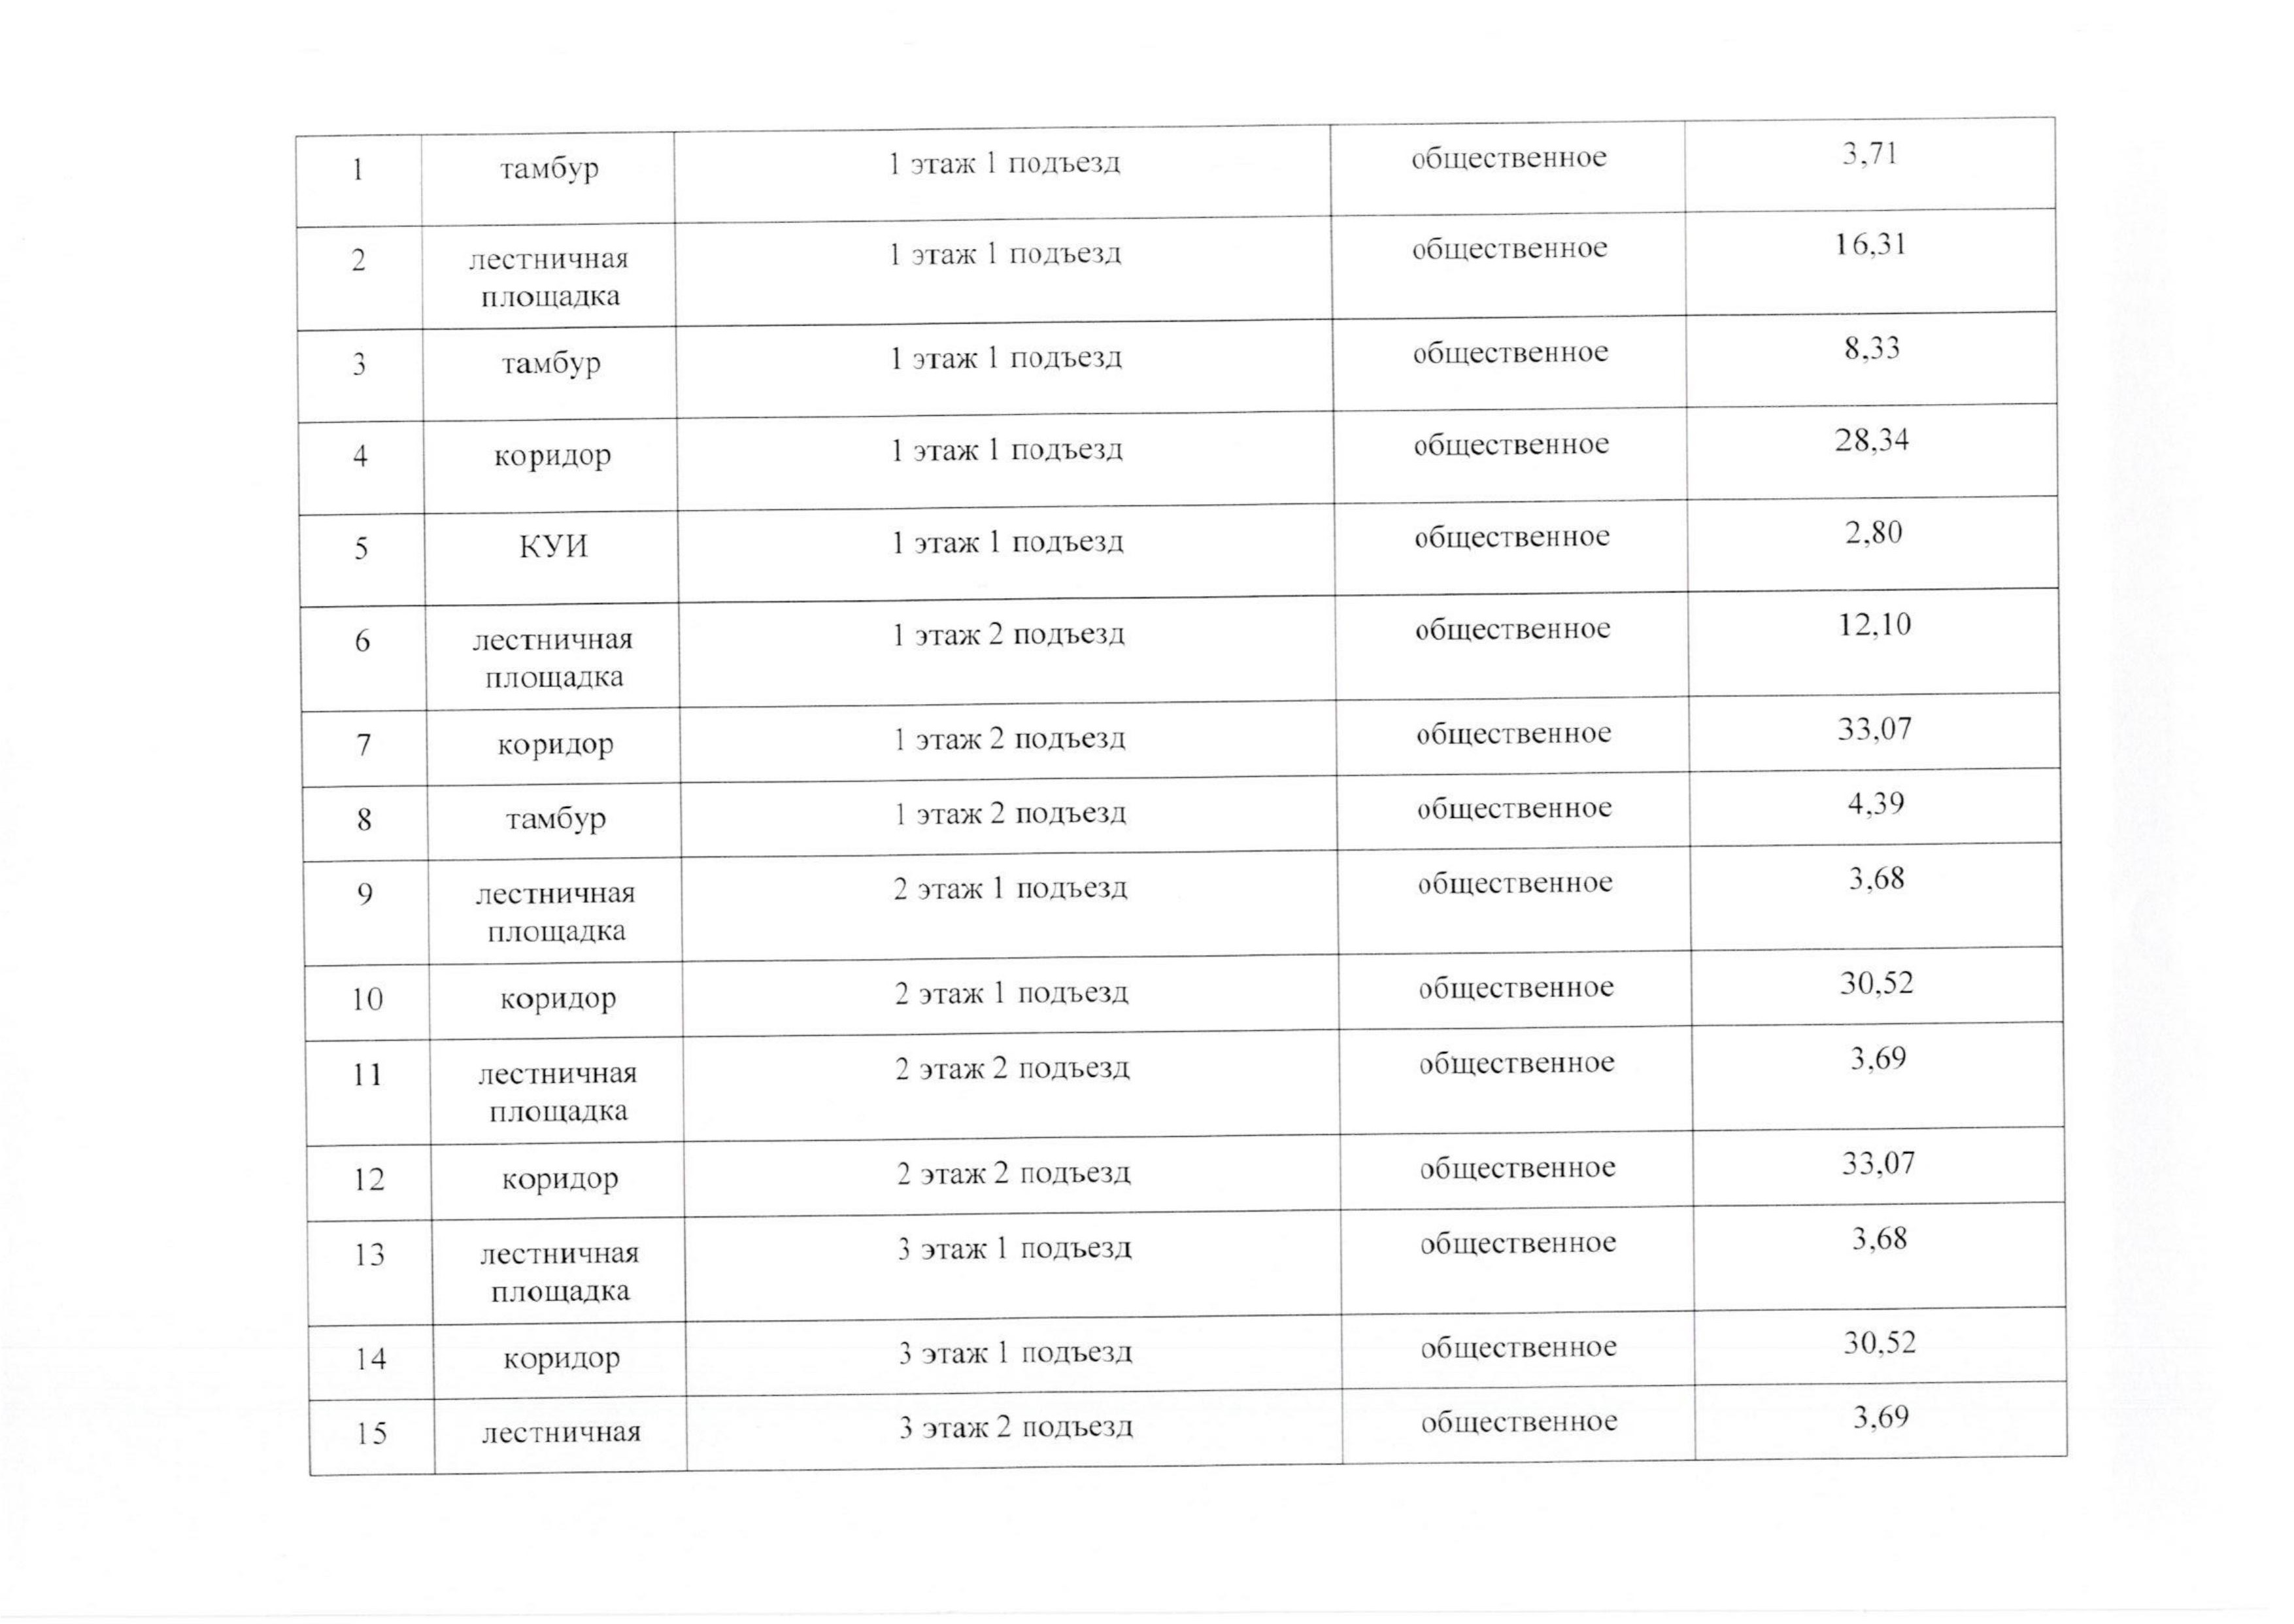 1 тамбур 1 этаж 1 подъезд общественное 3,71
2 лестничная 1 этаж 1 подъезд общественное 16,31
площадка
3 тамбур 1 этаж 1 подъезд общественное 8,33
4 коридор 1 этаж 1 подъезд общественное 28,34
5 КУИ 1 этаж 1 подъезд общественное 2,80
6 лестничная 1 этаж 2 подъезд общественное 12,10
площадка
7 коридор 1 этаж 2 подъезд общественное 33,07
8 тамбур 1 этаж 2 подъезд общественное 4,39
9 лестничная 2 этаж 1 подъезд общественное 3,68
площадка
10 коридор 2 этаж 1 подъезд общественное 30,52
11 лестничная 2 этаж 2 подъезд общественное 3,69
площадка
12 коридор 2 этаж 2 подъезд общественное 33,07
13 лестничная 3 этаж 1 подъезд общественное 3,68
площадка
14 коридор 3 этаж 1 подъезд общественное 30,52
15 лестничная 3 этаж 2 подъезд общественное 3,69